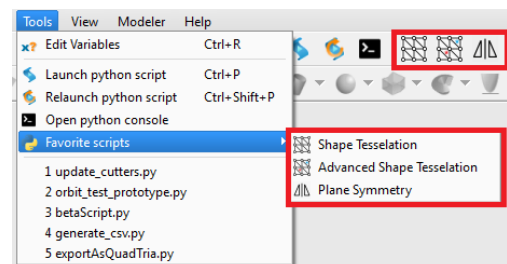 Tools View Modeler Help
Edit Variables Ctrl+R
Launch python script Ctrl+P
Relaunch python script Ctrl+Shift+P
Open python console
Favorite scripts
Shape Tesselation
Advanced Shape Tesselation
Plane Symmetry
1 update_cutters.py
2 orbit_test_prototype.py
3 betaScript.py
4 generate_csv.py
5 exportAsQuadTria.py